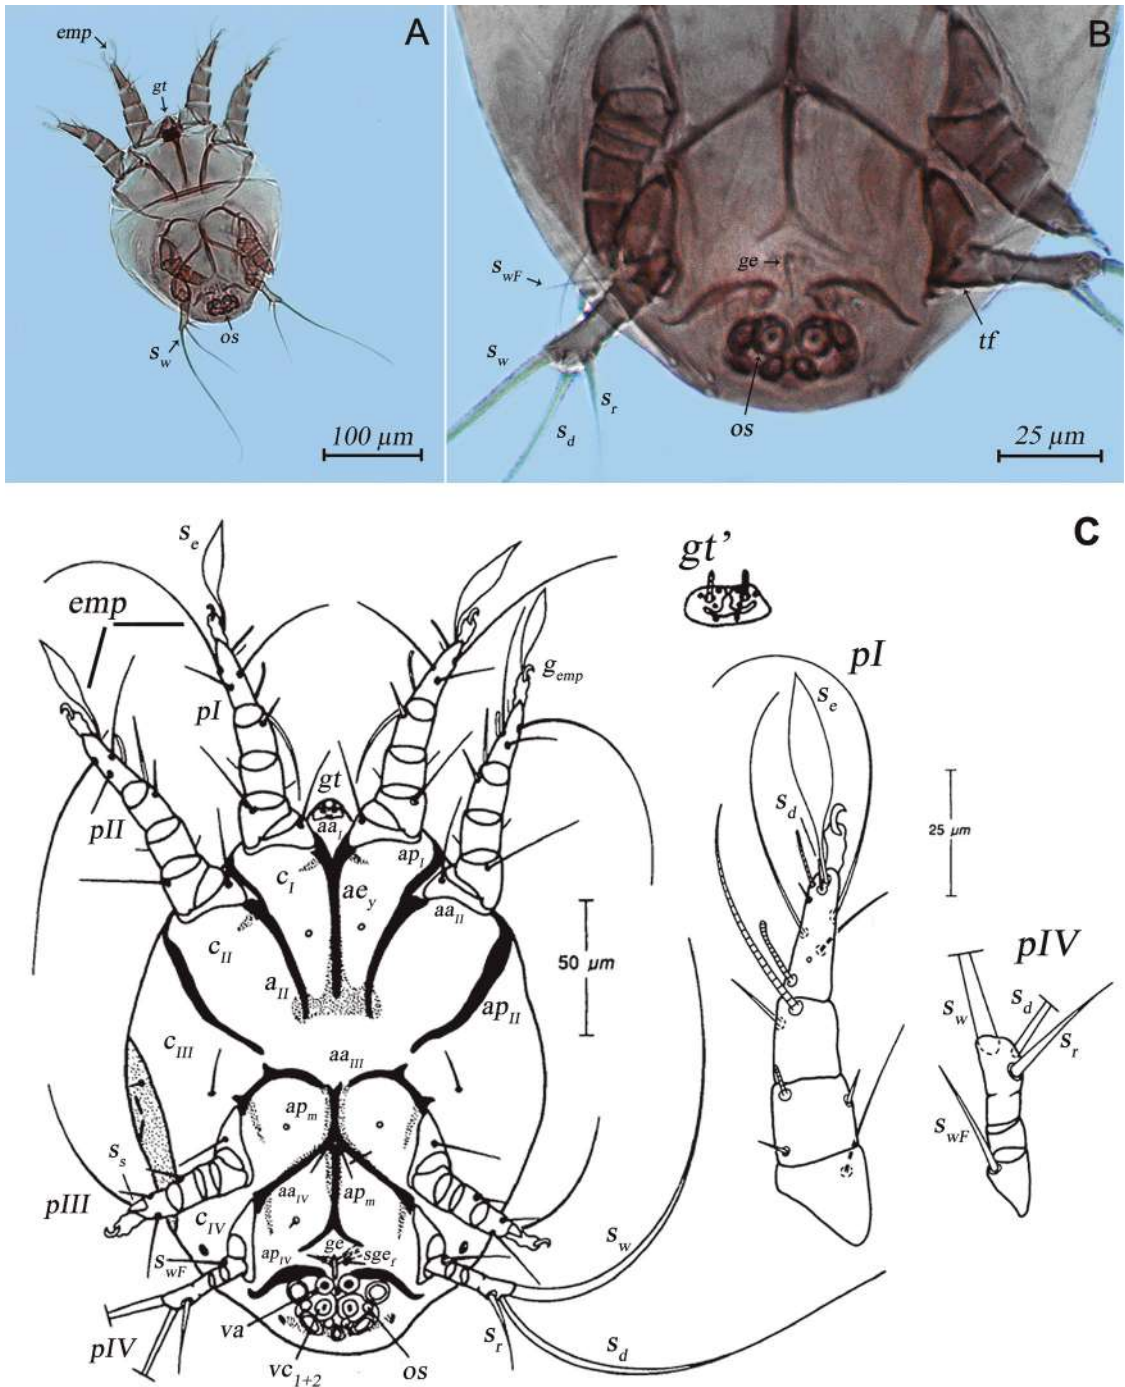 A
emp
gt
s_w
os
100 µm
B
s_wF
ge
s_w
s_d
s_r
os
tf
25 µm
C
s_e
gt’
emp
pI
g_emp
pI
s_e
gt
s_d
25 µm
pII
aa_I
ap_I
c_I
ae_y
aa_II
c_II
50 µm
pIV
a_II
ap_II
s_w
s_d
s_r
c_III
aa_III
ap_m
s_wF
s_s
aa_IV
ap_m
pIII
c_IV
s_w
ge
s_wF
ap_IV
sge_f
va
s_r
s_d
pIV
vc_1+2
os